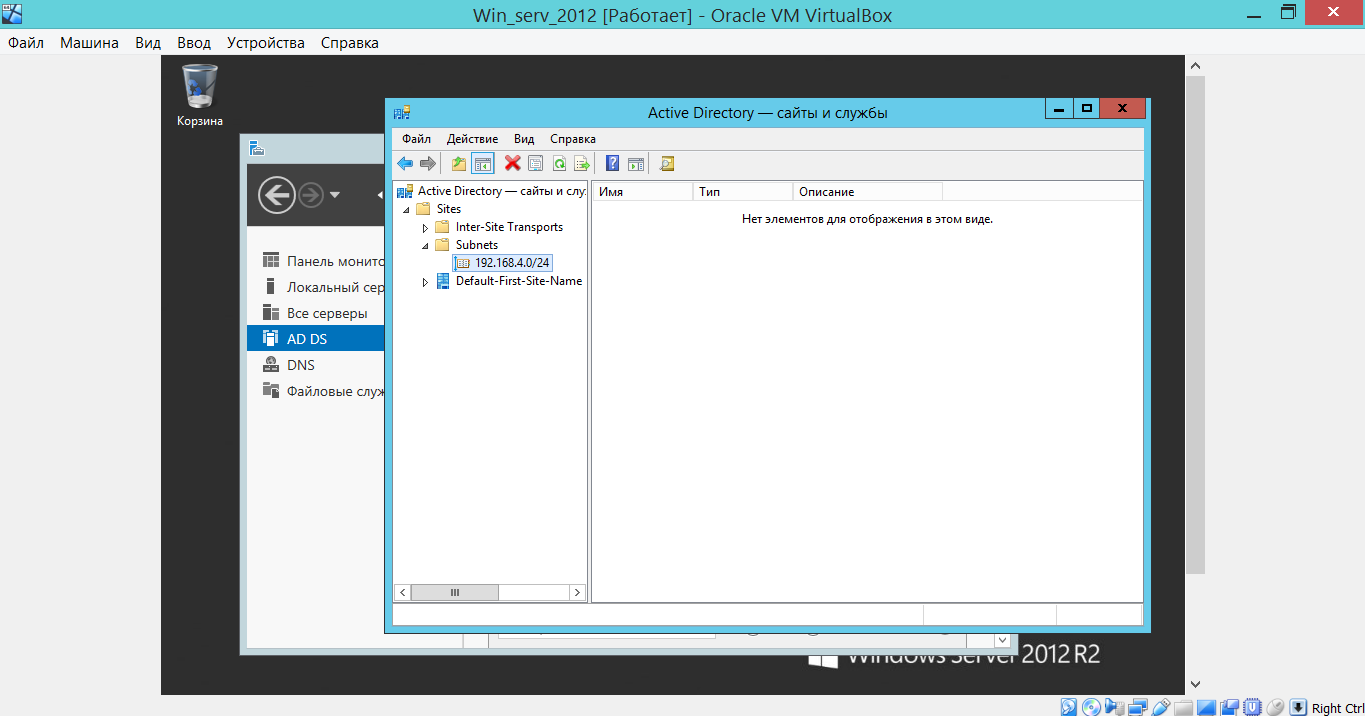 Win_serv_2012 [Работает] - Oracle VM VirtualBox
Файл Машина Вид Ввод Устройства Справка
Корзина
Active Directory — сайты и службы
Файл Действие Вид Справка
Active Directory — сайты и слу
Имя Тип Описание
Sites
Нет элементов для отображения в этом виде.
Inter-Site Transports
Subnets
192.168.4.0/24
Default-First-Site-Name
Панель монито
Локальный сер
Все серверы
AD DS
DNS
Файловые служ
Windows Server 2012 R2
Right Ctrl